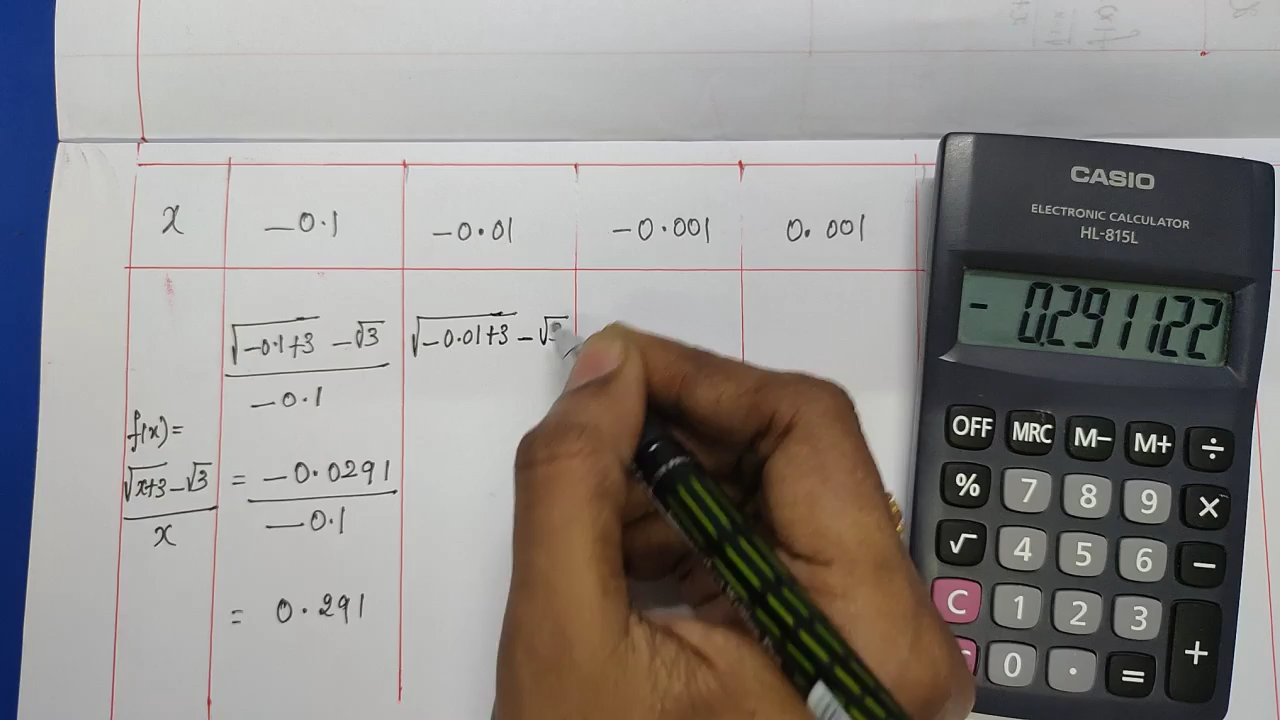 x -0.1 -0.01 -0.001 0.001
√-0.1+3 - √3 √-0.01+3 - √
-0.1
f(x)=
√x+3 - √3 = -0.0291
x -0.1
= 0.291
CASIO
ELECTRONIC CALCULATOR
HL-815L
- 0.291122
OFF MRC M- M+ ÷
% 7 8 9 ×
√ 4 5 6 -
C 1 2 3
0 . = +